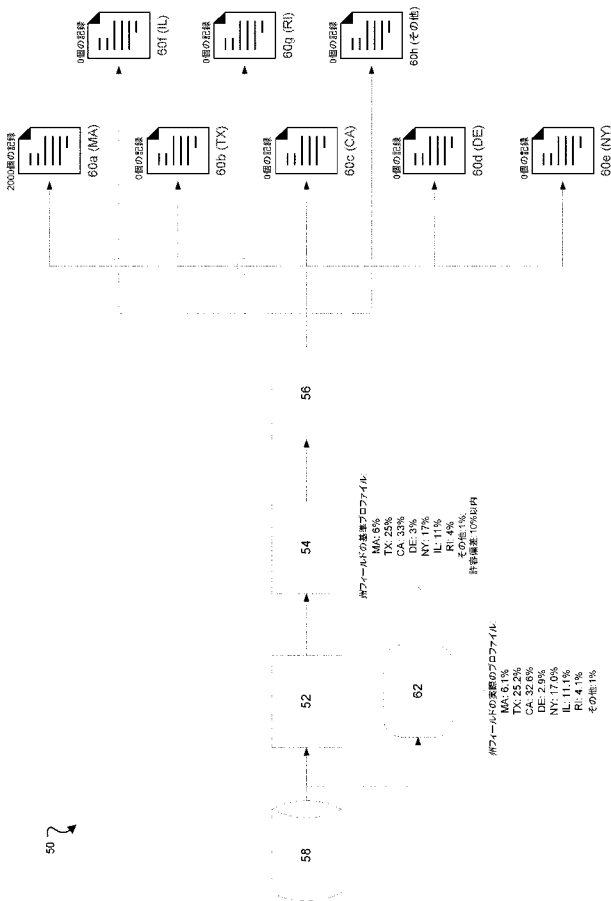 50
58
52
62
54
56
州フィールドの実際のプロファイル:
MA: 6.1%
TX: 25.2%
CA: 32.6%
DE: 2.9%
NY: 17.0%
IL: 11.1%
RI: 4.1%
その他:1%
州フィールドの基準プロファイル:
MA: 6%
TX: 25%
CA: 33%
DE: 3%
NY: 17%
IL: 11%
RI: 4%
その他:1%;
許容偏差:10%以内
2000個の記録
60a (MA)
0個の記録
60b (TX)
0個の記録
60c (CA)
0個の記録
60d (DE)
0個の記録
60e (NY)
0個の記録
60f (IL)
0個の記録
60g (RI)
0個の記録
60h (その他)